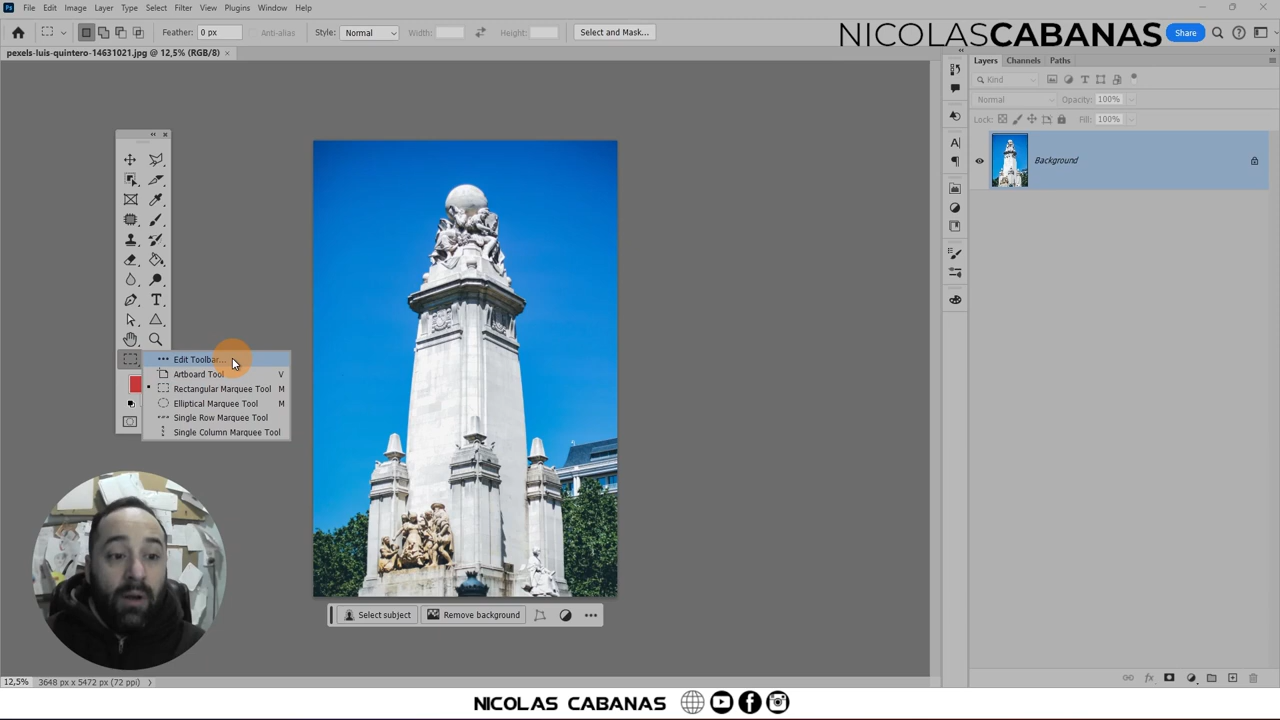 Ps File Edit Image Layer Type Select Filter View Plugins Window Help
Feather: 0 px Anti-alias Style: Normal Width: Height: Select and Mask... NICOLASCABANAS Share
pexels-luis-quintero-14631021.jpg @ 12,5% (RGB/8) ×
Layers Channels Paths
Kind
Normal Opacity: 100%
Lock: Fill: 100%
Background
Edit Toolbar...
Artboard Tool V
Rectangular Marquee Tool M
Elliptical Marquee Tool M
Single Row Marquee Tool
Single Column Marquee Tool
Select subject Remove background
12,5% 3648 px x 5472 px (72 ppi)
NICOLAS CABANAS